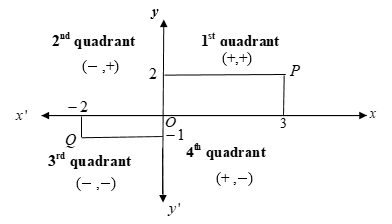 y
2nd quadrant
1st quadrant
(− ,+)
(+,+)
2
P
−2
x'
O
3
x
Q
−1
3rd quadrant
4th quadrant
(− ,−)
(+,−)
y'